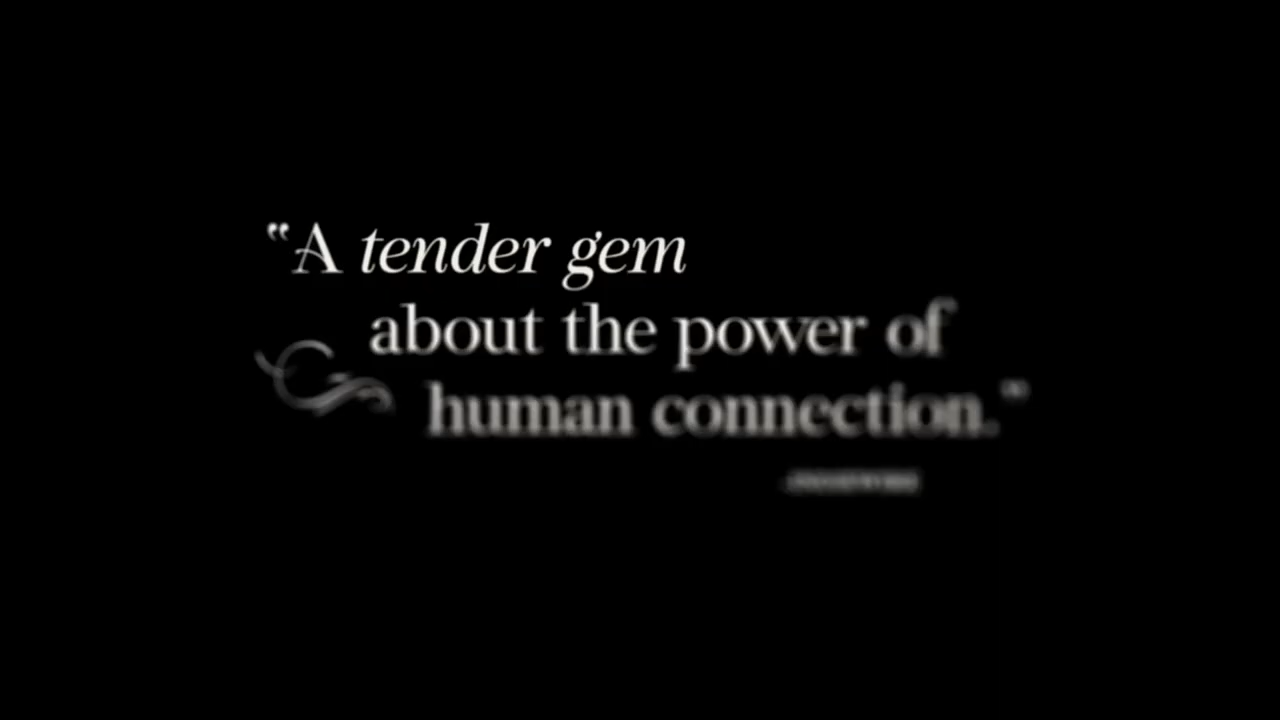 “A tender gem
about the power of
human connection.”